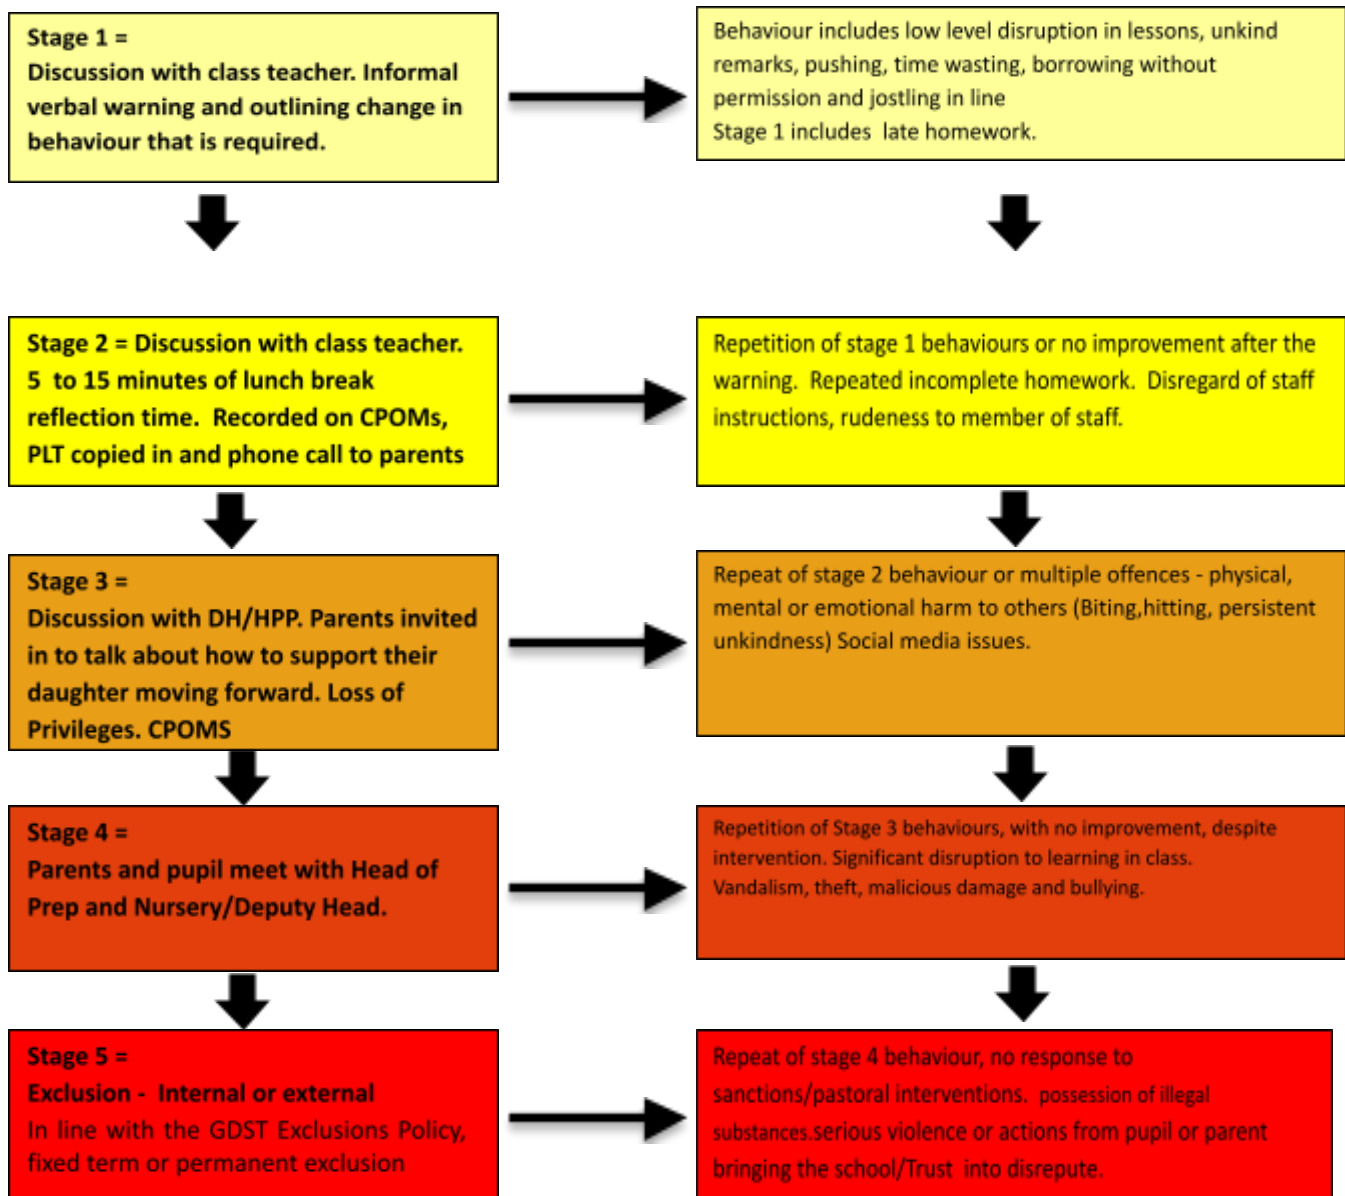 Stage 1 =
Discussion with class teacher. Informal
verbal warning and outlining change in
behaviour that is required.
Behaviour includes low level disruption in lessons, unkind
remarks, pushing, time wasting, borrowing without
permission and jostling in line
Stage 1 includes late homework.
Stage 2 = Discussion with class teacher.
5 to 15 minutes of lunch break
reflection time. Recorded on CPOMs,
PLT copied in and phone call to parents
Repetition of stage 1 behaviours or no improvement after the
warning. Repeated incomplete homework. Disregard of staff
instructions, rudeness to member of staff.
Stage 3 =
Discussion with DH/HPP. Parents invited
in to talk about how to support their
daughter moving forward. Loss of
Privileges. CPOMS
Repeat of stage 2 behaviour or multiple offences - physical,
mental or emotional harm to others (Biting,hitting, persistent
unkindness) Social media issues.
Stage 4 =
Parents and pupil meet with Head of
Prep and Nursery/Deputy Head.
Repetition of Stage 3 behaviours, with no improvement, despite
intervention. Significant disruption to learning in class.
Vandalism, theft, malicious damage and bullying.
Stage 5 =
Exclusion - Internal or external
In line with the GDST Exclusions Policy,
fixed term or permanent exclusion
Repeat of stage 4 behaviour, no response to
sanctions/pastoral interventions. possession of illegal
substances.serious violence or actions from pupil or parent
bringing the school/Trust into disrepute.